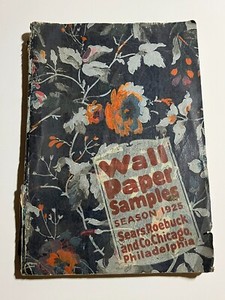 Wall
Paper
Samples
SEASON 1925
Sears, Roebuck
and Co. Chicago,
Philadelphia